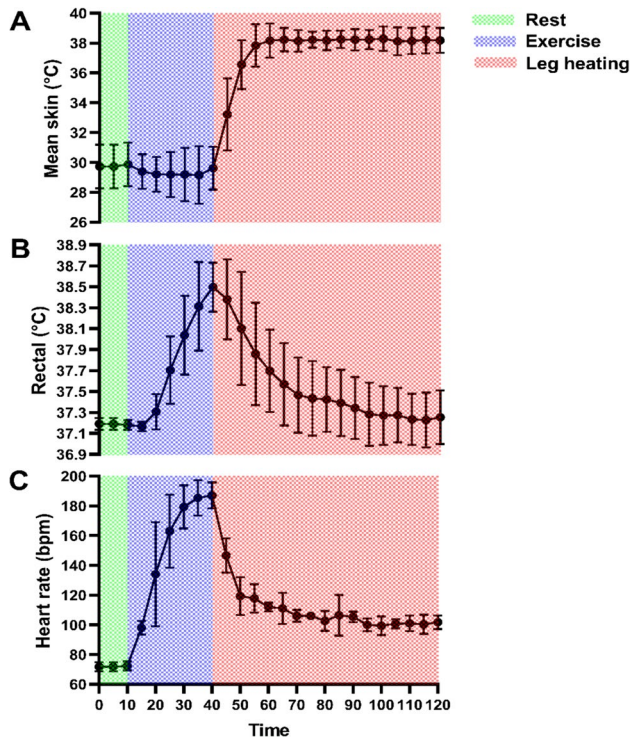 A
Mean skin (°C)
40
38
36
34
32
30
28
26
Rest
Exercise
Leg heating
B
Rectal (°C)
38.9
38.7
38.5
38.3
38.1
37.9
37.7
37.5
37.3
37.1
36.9
C
Heart rate (bpm)
200
180
160
140
120
100
80
60
0 10 20 30 40 50 60 70 80 90 100 110 120
Time